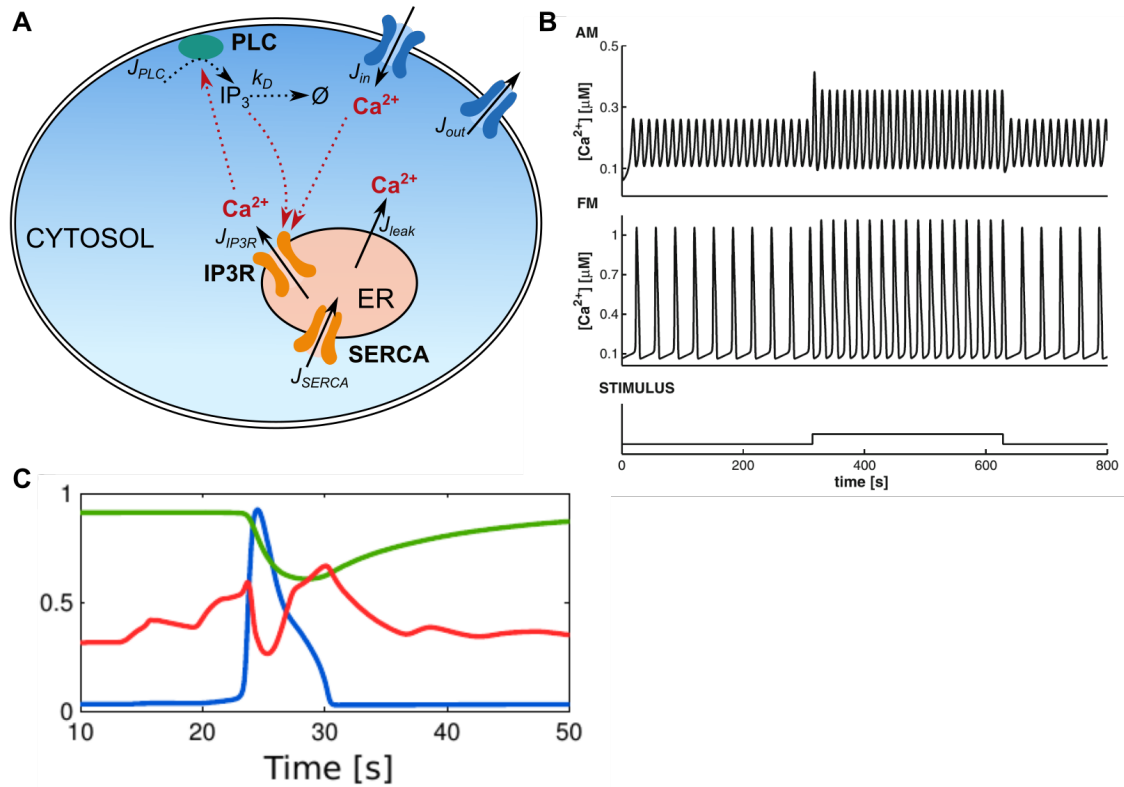 A
PLC
J_PLC
IP3
k_D
Ø
J_in
Ca2+
J_out
Ca2+
Ca2+
J_IP3R
J_leak
CYTOSOL
IP3R
ER
SERCA
J_SERCA
B
AM
[Ca2+] [μM]
0.5
0.3
0.1
FM
[Ca2+] [μM]
1
0.7
0.4
0.1
STIMULUS
0 200 400 600 800
time [s]
C
1
0.5
0
10 20 30 40 50
Time [s]